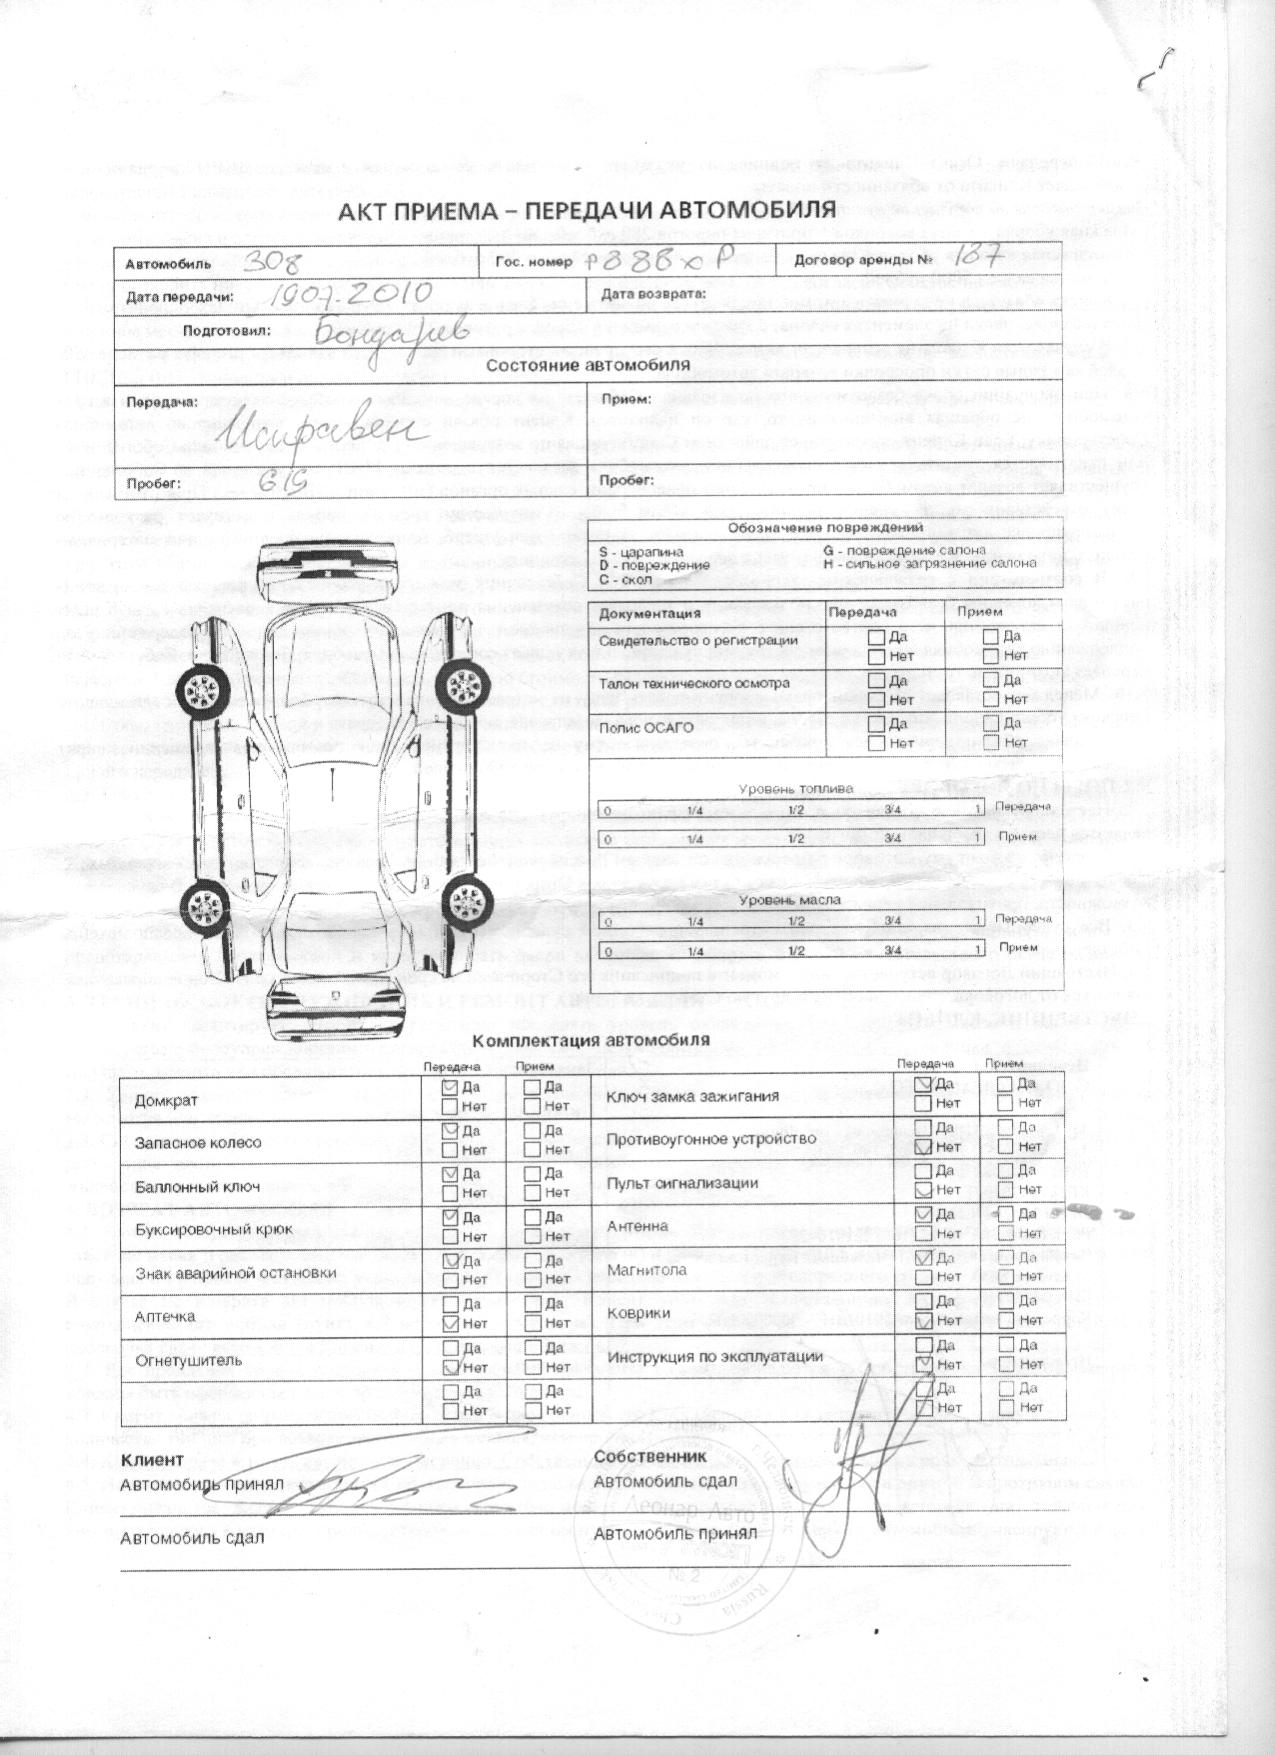 АКТ ПРИЕМА – ПЕРЕДАЧИ АВТОМОБИЛЯ
Автомобиль 308 Гос. номер Договор аренды № 187
Дата передачи: 19.07.2010 Дата возврата:
Подготовил: Бондарев
Состояние автомобиля
Передача: Прием:
Исправен
Пробег: 619 Пробег:
Обозначение повреждений
S - царапина G - повреждение салона
D - повреждение H - сильное загрязнение салона
C - скол
Документация Передача Прием
Свидетельство о регистрации Да Да
Нет Нет
Талон технического осмотра Да Да
Нет Нет
Полис ОСАГО Да Да
Нет Нет
Уровень топлива
0 1/4 1/2 3/4 1 Передача
0 1/4 1/2 3/4 1 Прием
Уровень масла
0 1/4 1/2 3/4 1 Передача
0 1/4 1/2 3/4 1 Прием
Комплектация автомобиля
Передача Прием Передача Прием
Домкрат Да Нет Да Нет Ключ замка зажигания Да Нет Да Нет
Запасное колесо Да Нет Да Нет Противоугонное устройство Да Нет Да Нет
Баллонный ключ Да Нет Да Нет Пульт сигнализации Да Нет Да Нет
Буксировочный крюк Да Нет Да Нет Антенна Да Нет Да Нет
Знак аварийной остановки Да Нет Да Нет Магнитола Да Нет Да Нет
Аптечка Да Нет Да Нет Коврики Да Нет Да Нет
Огнетушитель Да Нет Да Нет Инструкция по эксплуатации Да Нет Да Нет
Да Нет Да Нет Да Нет Да Нет
Клиент Собственник
Автомобиль принял Автомобиль сдал
Леонар Авто
Автомобиль сдал Автомобиль принял
№ 2
Russia